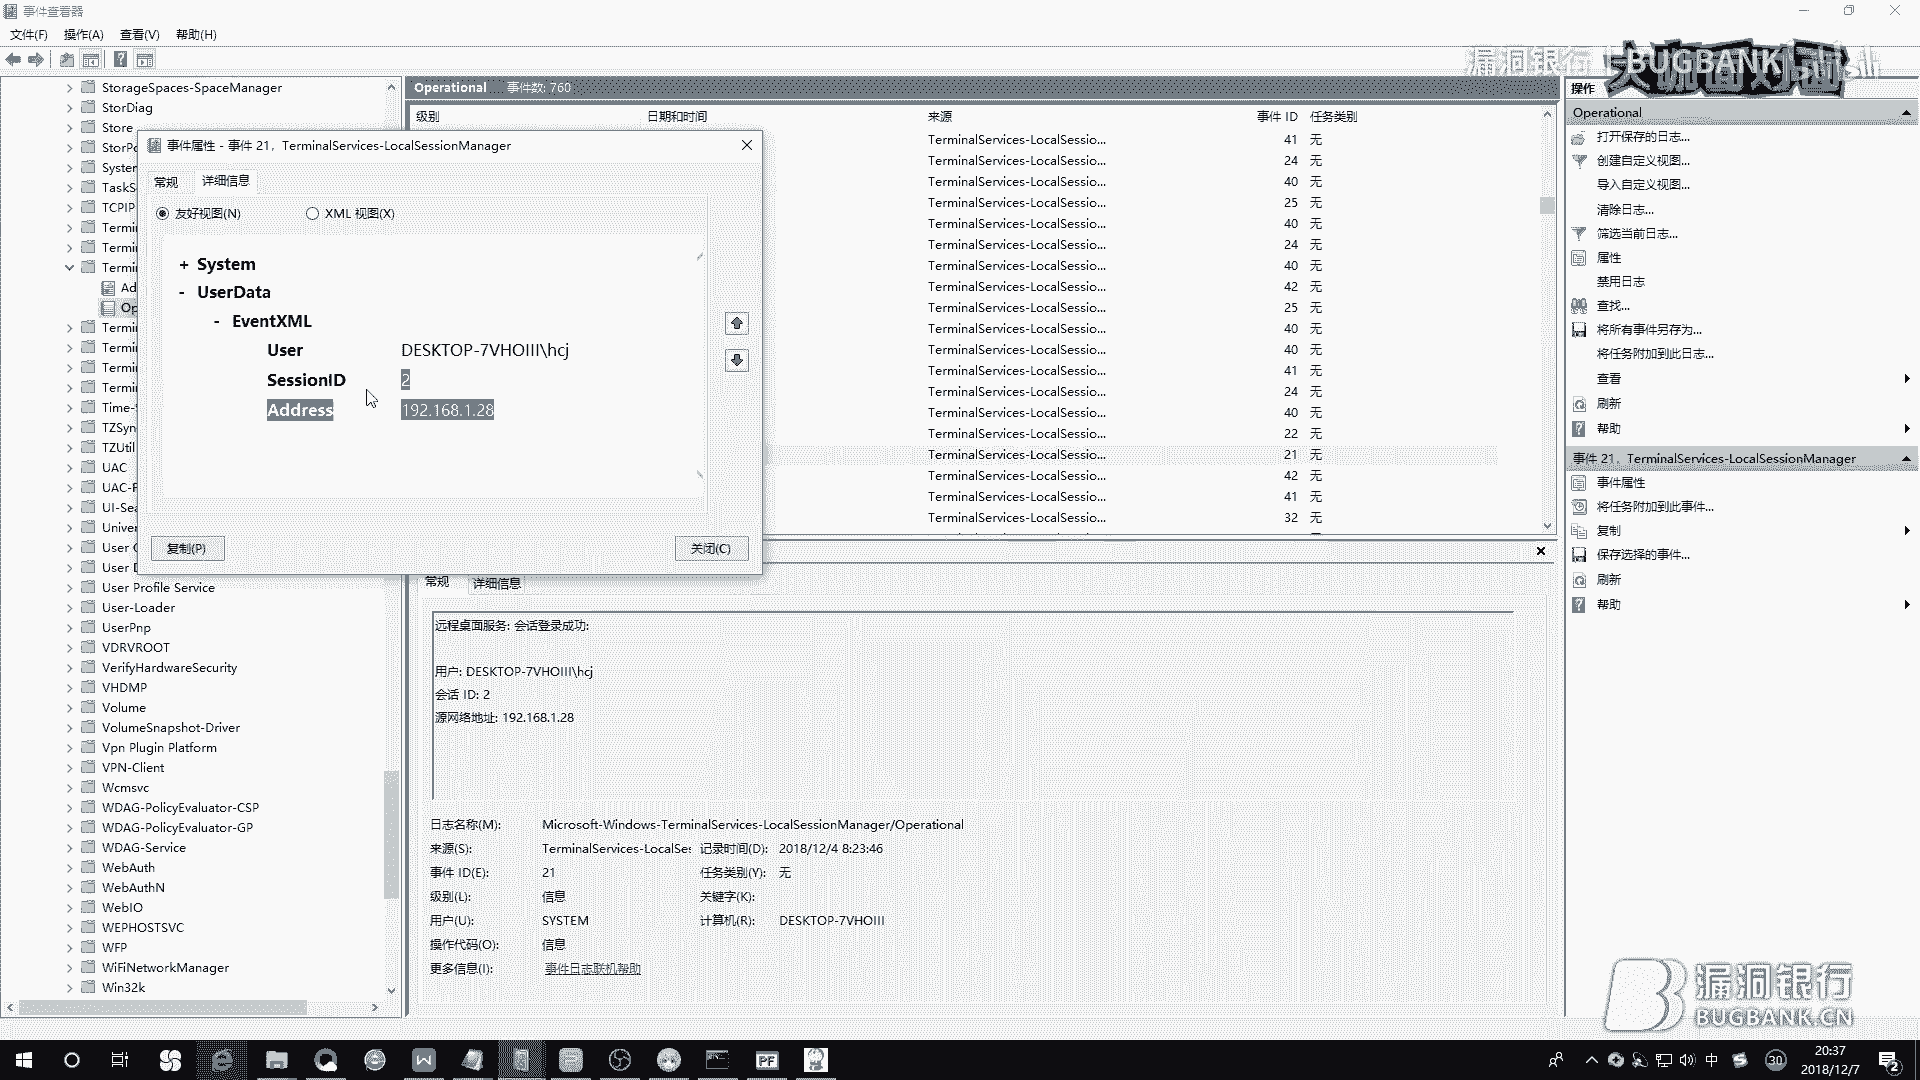 事件查看器
文件(F) 操作(A) 查看(V) 帮助(H)
漏洞银行 BUGBANK
StorageSpaces-SpaceManager
StorDiag
Store
StorPo
System
TaskS
TCPIP
Termin
Termin
Termin
Ad
Op
Termin
Termin
Termin
Termin
Time-
TZSyn
TZUtil
UAC
UAC-F
UI-Sea
Univer
User C
User D
User Profile Service
User-Loader
UserPnp
VDRVROOT
VerifyHardwareSecurity
VHDMP
Volume
VolumeSnapshot-Driver
Vpn Plugin Platform
VPN-Client
Wcmsvc
WDAG-PolicyEvaluator-CSP
WDAG-PolicyEvaluator-GP
WDAG-Service
WebAuth
WebAuthN
WebIO
WEPHOSTSVC
WFP
WiFiNetworkManager
Win32k
Operational 事件数: 760
级别 日期和时间 来源 事件 ID 任务类别
TerminalServices-LocalSessio... 41 无
TerminalServices-LocalSessio... 24 无
TerminalServices-LocalSessio... 40 无
TerminalServices-LocalSessio... 25 无
TerminalServices-LocalSessio... 40 无
TerminalServices-LocalSessio... 24 无
TerminalServices-LocalSessio... 40 无
TerminalServices-LocalSessio... 42 无
TerminalServices-LocalSessio... 25 无
TerminalServices-LocalSessio... 40 无
TerminalServices-LocalSessio... 40 无
TerminalServices-LocalSessio... 41 无
TerminalServices-LocalSessio... 24 无
TerminalServices-LocalSessio... 40 无
TerminalServices-LocalSessio... 22 无
TerminalServices-LocalSessio... 21 无
TerminalServices-LocalSessio... 42 无
TerminalServices-LocalSessio... 41 无
TerminalServices-LocalSessio... 32 无
事件属性 - 事件 21，TerminalServices-LocalSessionManager
常规 详细信息
友好视图(N) XML 视图(X)
+ System
- UserData
- EventXML
User DESKTOP-7VHOIII\hcj
SessionID 2
Address 192.168.1.28
复制(P) 关闭(C)
常规 详细信息
远程桌面服务: 会话登录成功:
用户: DESKTOP-7VHOIII\hcj
会话 ID: 2
源网络地址: 192.168.1.28
日志名称(M): Microsoft-Windows-TerminalServices-LocalSessionManager/Operational
来源(S): TerminalServices-LocalSes 记录时间(D): 2018/12/4 8:23:46
事件 ID(E): 21 任务类别(Y): 无
级别(L): 信息 关键字(K):
用户(U): SYSTEM 计算机(R): DESKTOP-7VHOIII
操作代码(O): 信息
更多信息(I): 事件日志联机帮助
操作
Operational
打开保存的日志...
创建自定义视图...
导入自定义视图...
清除日志...
筛选当前日志...
属性
禁用日志
查找...
将所有事件另存为...
将任务附加到此日志...
查看
刷新
帮助
事件 21，TerminalServices-LocalSessionManager
事件属性
将任务附加到此事件...
复制
保存选择的事件...
刷新
帮助
漏洞银行
BUGBANK.CN
PF
中
30
20:37
2018/12/7
2